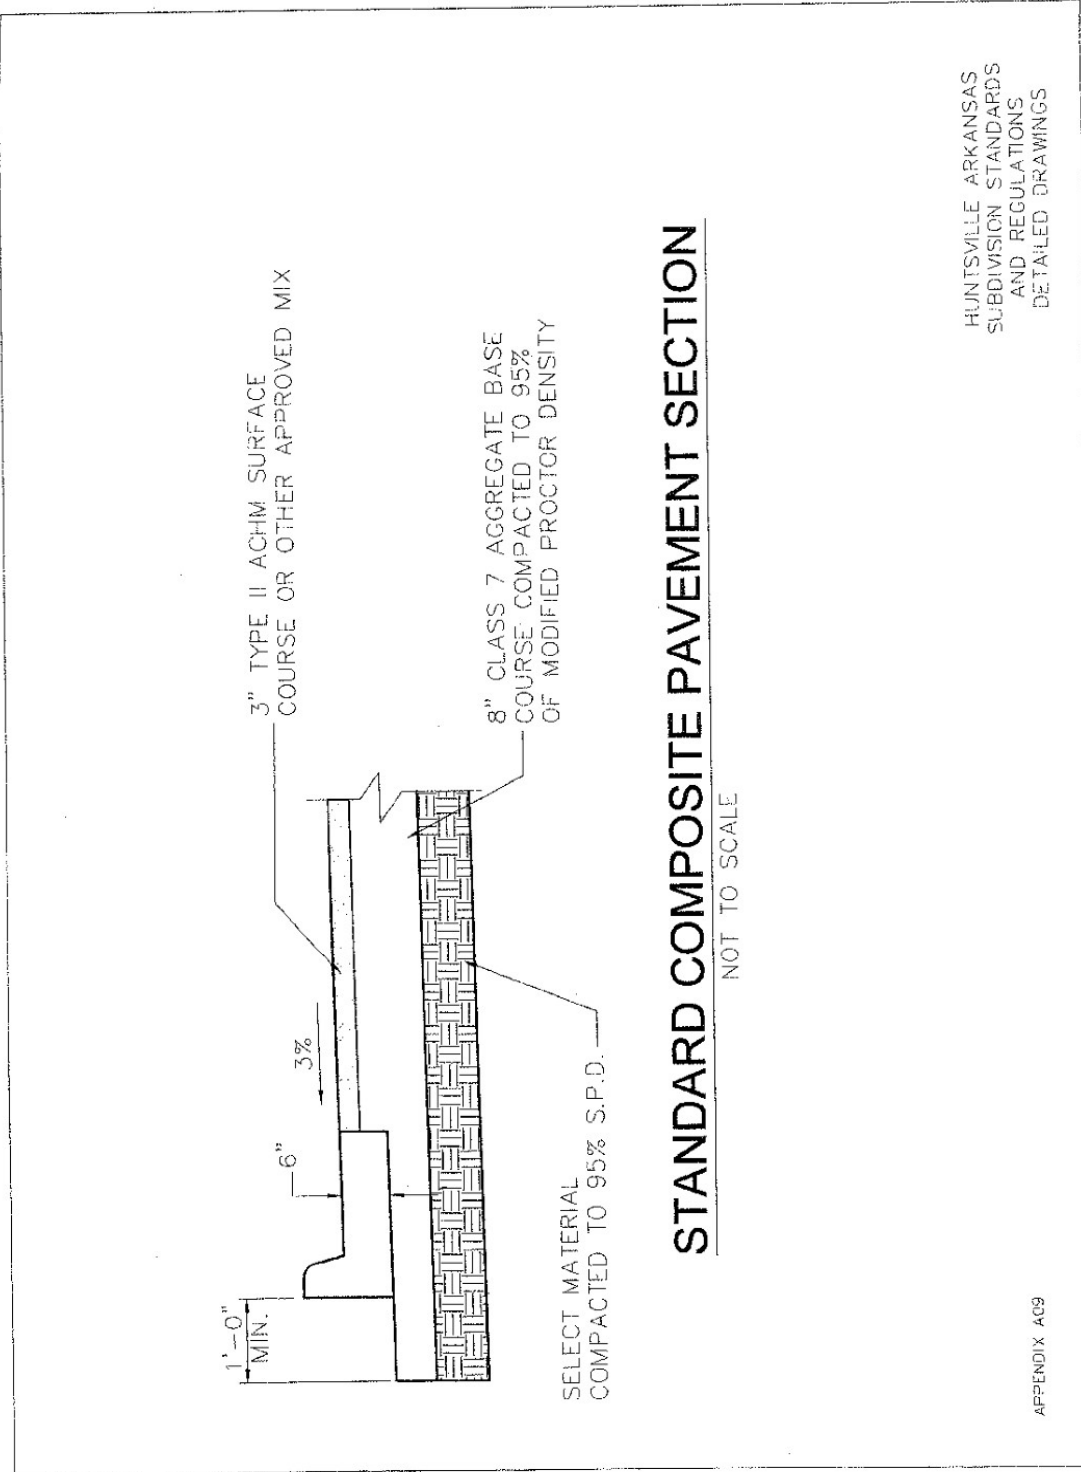 1'-0"
MIN.
6"
3%
3" TYPE II ACHM SURFACE
COURSE OR OTHER APPROVED MIX
8" CLASS 7 AGGREGATE BASE
COURSE COMPACTED TO 95%
OF MODIFIED PROCTOR DENSITY
SELECT MATERIAL
COMPACTED TO 95% S.P.D.
STANDARD COMPOSITE PAVEMENT SECTION
NOT TO SCALE
APPENDIX A09
HUNTSVILLE ARKANSAS
SUBDIVISION STANDARDS
AND REGULATIONS
DETAILED DRAWINGS